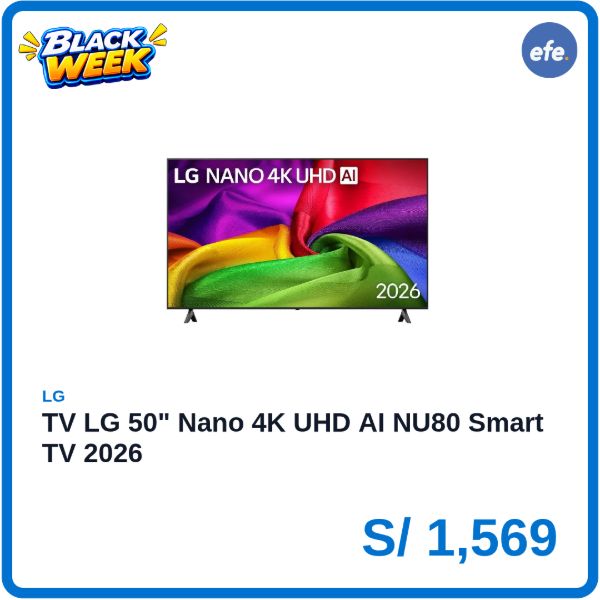 BLACK
WEEK
efe.
LG NANO 4K UHD AI
2026
LG
TV LG 50" Nano 4K UHD AI NU80 Smart
TV 2026
S/ 1,569